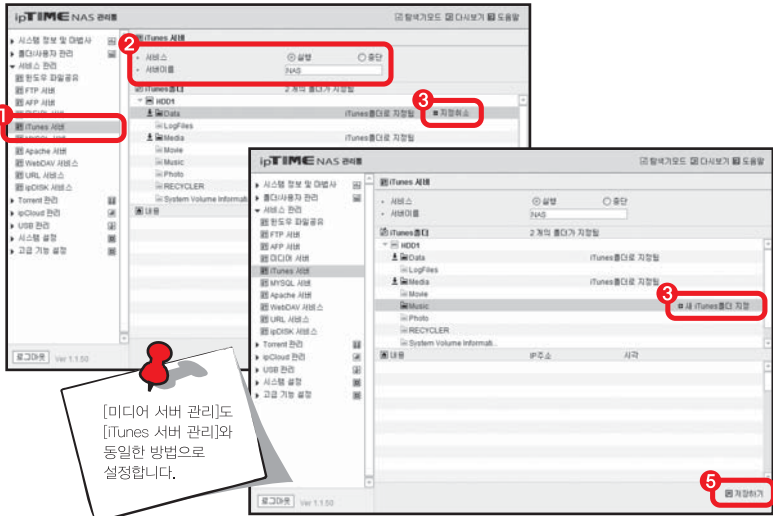 ipTIME NAS 관리툴
탐색기모드 다시보기 도움말
시스템 정보 및 마법사
폴더/사용자 관리
서비스 관리
윈도우 파일공유
FTP 서버
AFP 서버
미디어 서버
iTunes 서버
MYSQL 서버
Apache 서버
WebDAV 서비스
URL 서비스
ipDISK 서비스
Torrent 관리
ipCloud 관리
USB 관리
시스템 설정
고급 기능 설정
로그아웃 Ver 1.1.50
1
iTunes 서버
2
서비스 실행 중단
서버이름 NAS
iTunes폴더 2 개의 폴더가 지정됨
HDD1
3
Data iTunes폴더로 지정됨 지정취소
LogFiles
Media iTunes폴더로 지정됨
Movie
Music
Photo
RECYCLER
System Volume Informati
내용
ipTIME NAS 관리툴
탐색기모드 다시보기 도움말
시스템 정보 및 마법사
폴더/사용자 관리
서비스 관리
윈도우 파일공유
FTP 서버
AFP 서버
미디어 서버
iTunes 서버
MYSQL 서버
Apache 서버
WebDAV 서비스
URL 서비스
ipDISK 서비스
Torrent 관리
ipCloud 관리
USB 관리
시스템 설정
고급 기능 설정
로그아웃 Ver 1.1.50
iTunes 서버
서비스 실행 중단
서버이름 NAS
iTunes폴더 2 개의 폴더가 지정됨
HDD1
Data iTunes폴더로 지정됨
LogFiles
Media iTunes폴더로 지정됨
Movie
3
Music 새 iTunes폴더 지정
Photo
RECYCLER
System Volume Informati..
내용 IP주소 시각
5
저장하기
[미디어 서버 관리]도
[iTunes 서버 관리]와
동일한 방법으로
설정합니다.